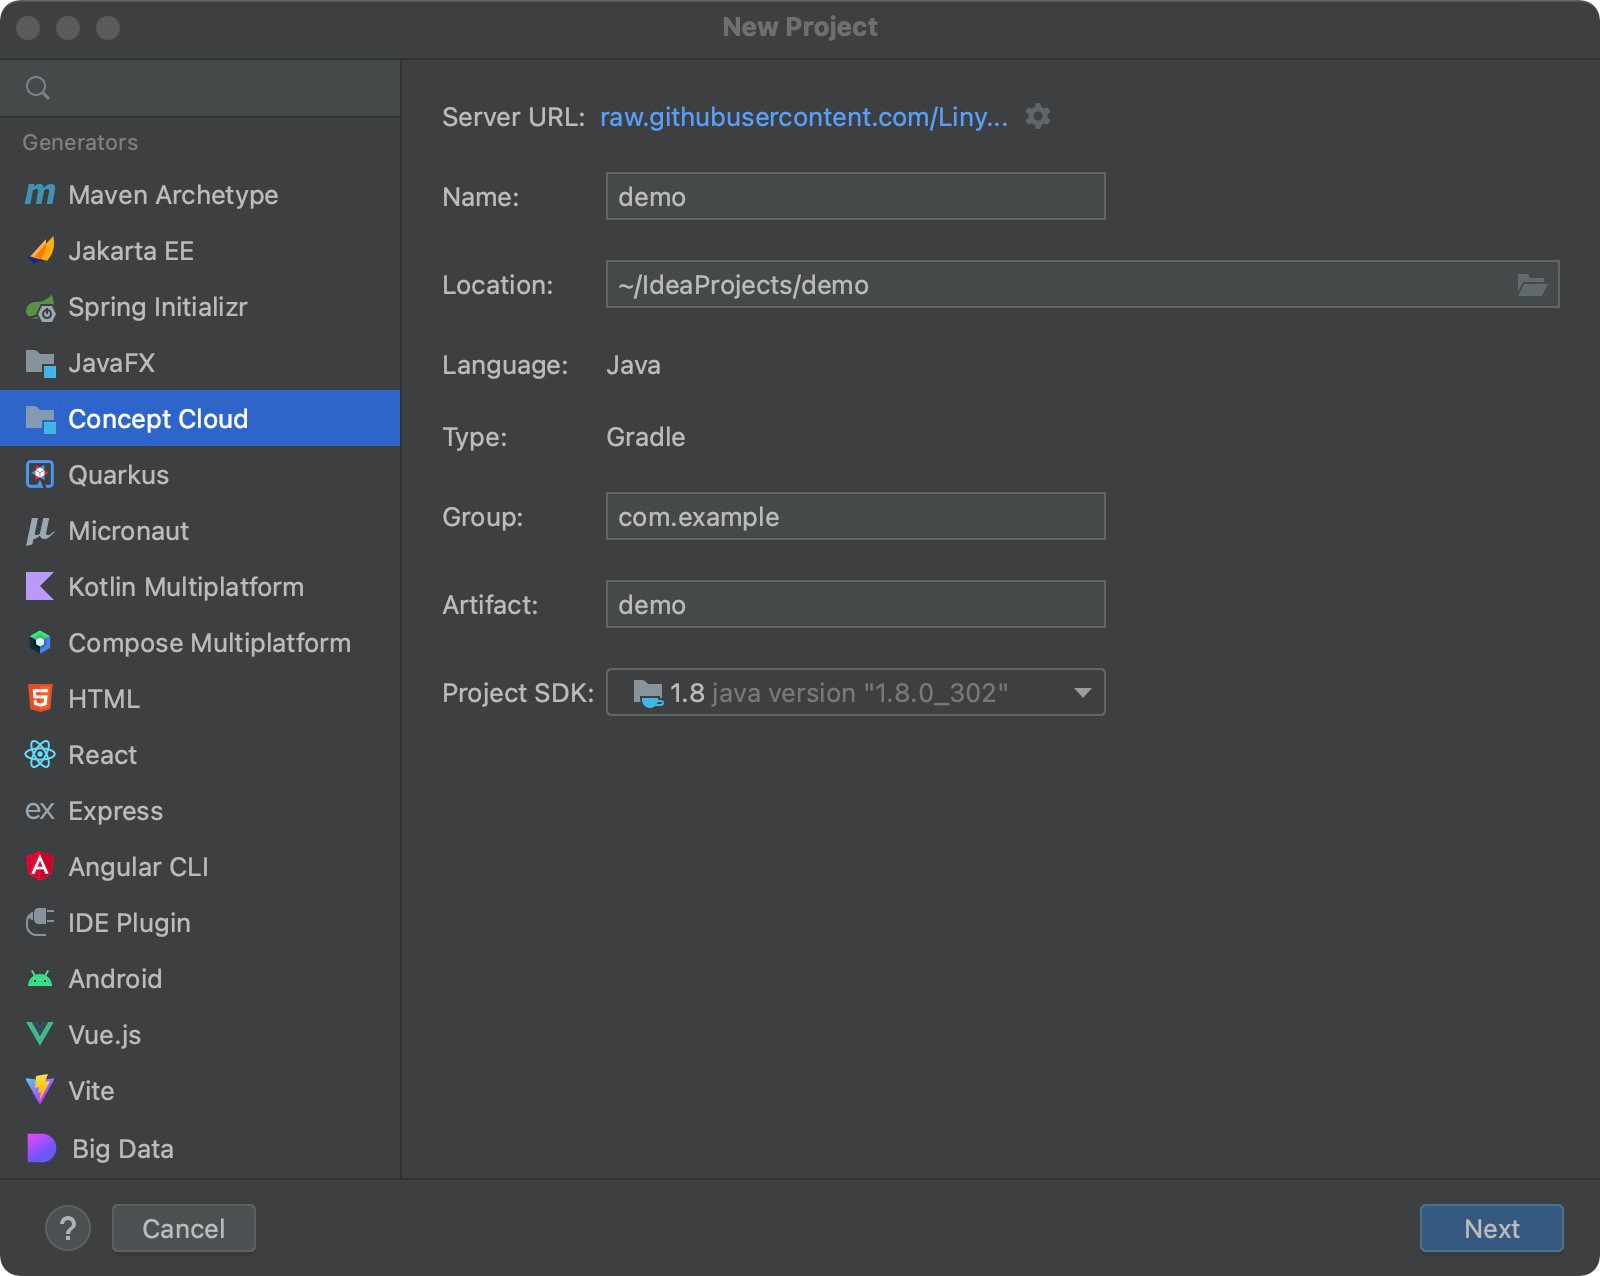 New Project
Generators
Maven Archetype
Jakarta EE
Spring Initializr
JavaFX
Concept Cloud
Quarkus
Micronaut
Kotlin Multiplatform
Compose Multiplatform
HTML
React
ex Express
Angular CLI
IDE Plugin
Android
Vue.js
Vite
Big Data
Server URL: raw.githubusercontent.com/Liny...
Name: demo
Location: ~/IdeaProjects/demo
Language: Java
Type: Gradle
Group: com.example
Artifact: demo
Project SDK: 1.8 java version "1.8.0_302"
? Cancel Next